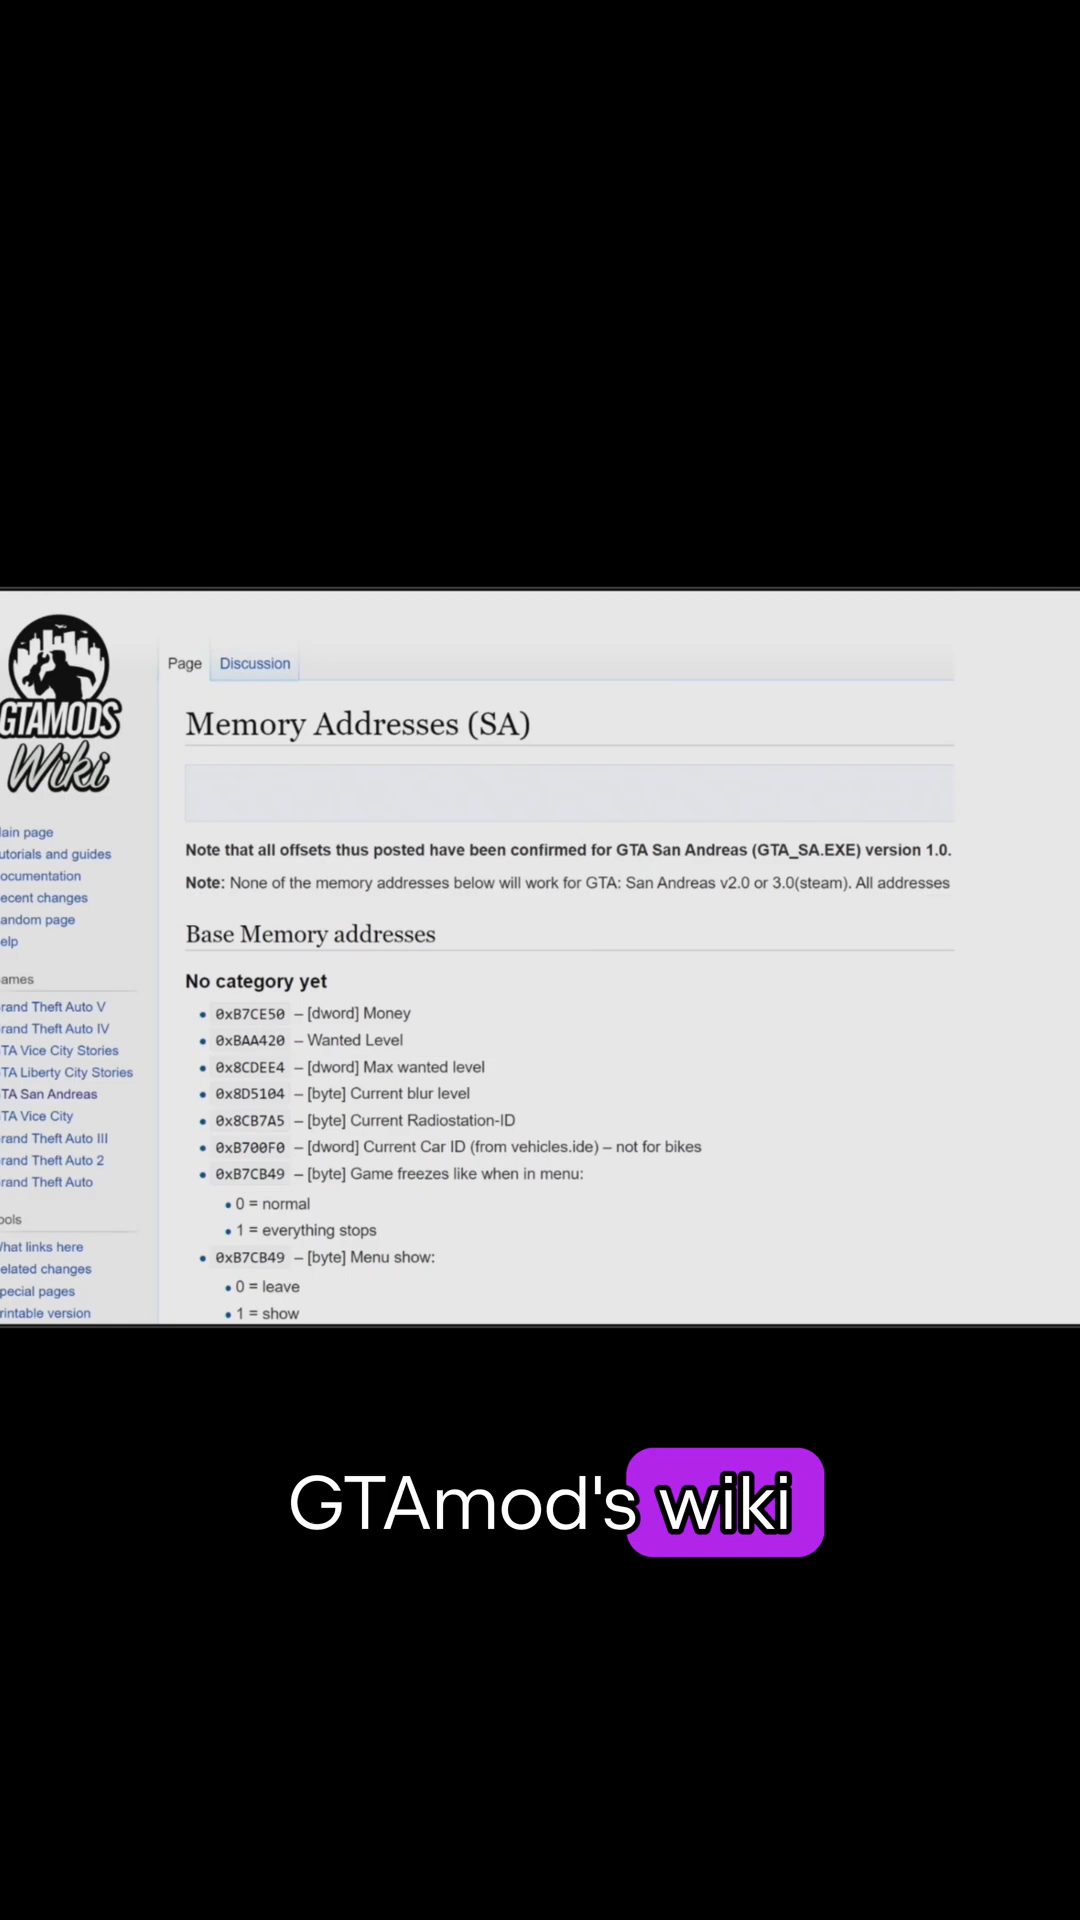 GTAMODS
Wiki
Page
Discussion
Memory Addresses (SA)
Note that all offsets thus posted have been confirmed for GTA San Andreas (GTA_SA.EXE) version 1.0.
Note: None of the memory addresses below will work for GTA: San Andreas v2.0 or 3.0(steam). All addresses
Base Memory addresses
No category yet
• 0xB7CE50 – [dword] Money
• 0xBAA420 – Wanted Level
• 0x8CDEE4 – [dword] Max wanted level
• 0x8D5104 – [byte] Current blur level
• 0x8CB7A5 – [byte] Current Radiostation-ID
• 0xB700F0 – [dword] Current Car ID (from vehicles.ide) – not for bikes
• 0xB7CB49 – [byte] Game freezes like when in menu:
• 0 = normal
• 1 = everything stops
• 0xB7CB49 – [byte] Menu show:
• 0 = leave
• 1 = show
ain page
utorials and guides
ocumentation
ecent changes
andom page
elp
ames
rand Theft Auto V
rand Theft Auto IV
TA Vice City Stories
TA Liberty City Stories
TA San Andreas
TA Vice City
rand Theft Auto III
rand Theft Auto 2
rand Theft Auto
ools
hat links here
elated changes
pecial pages
rintable version
GTAmod's wiki